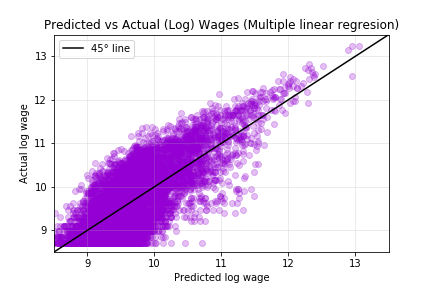 Predicted vs Actual (Log) Wages (Multiple linear regresion)
45° line
Actual log wage
13
12
11
10
9
9 10 11 12 13
Predicted log wage